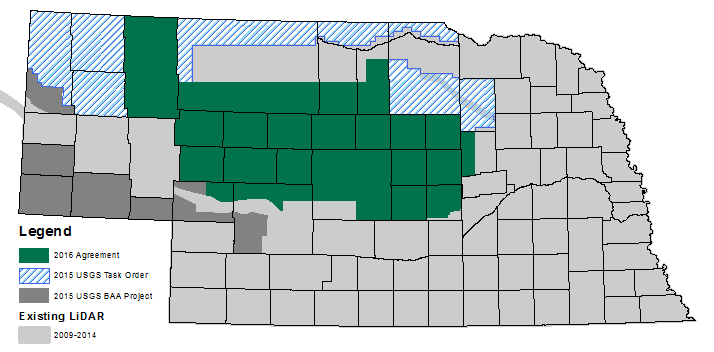 Legend
2016 Agreement
2015 USGS Task Order
2015 USGS BAA Project
Existing LiDAR
2009-2014